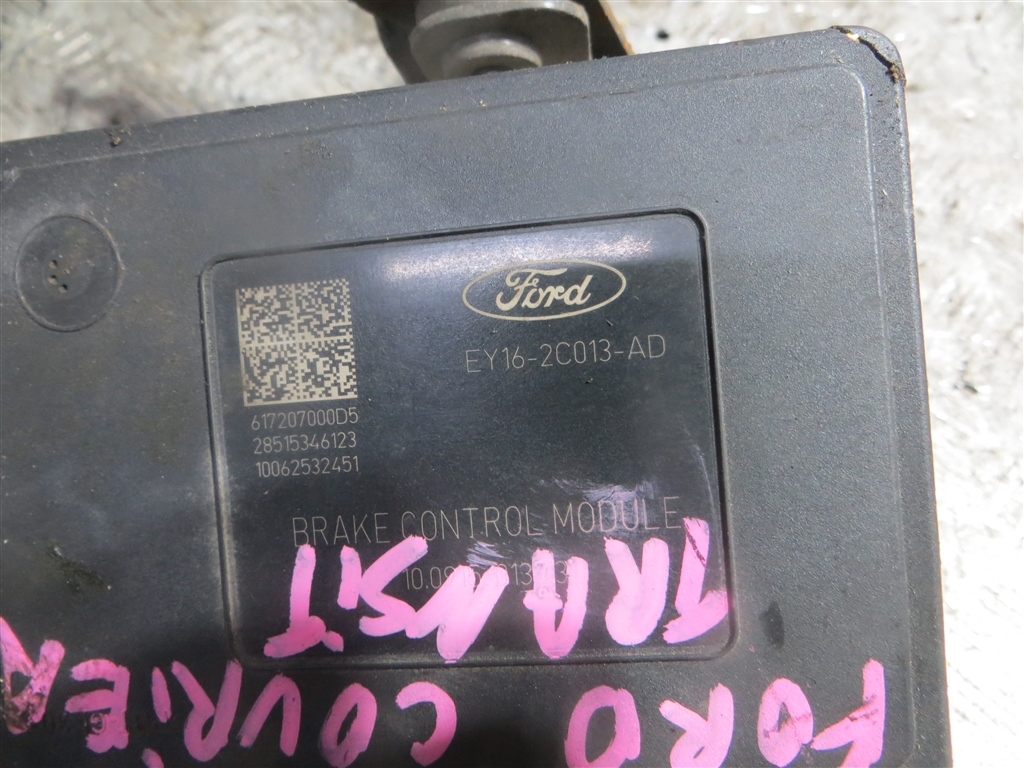 Ford
EY16-2C013-AD
617207000D5
28515346123
10062532451
BRAKE CONTROL MODULE
FORD
TRANSIT
COURIER